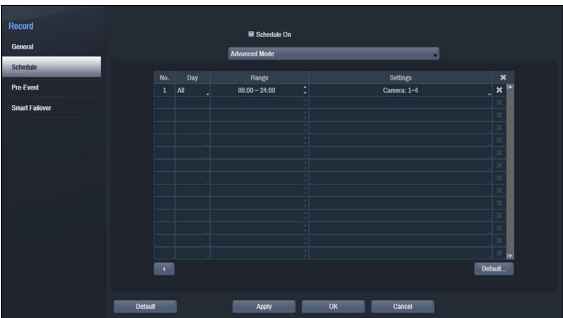 Record
General
Schedule
Pre-Event
Smart Failover
Schedule On
Advanced Mode
No. Day Range Settings
1 All 00:00 ~ 24:00 Camera: 1~4
+
Default...
Default Apply OK Cancel